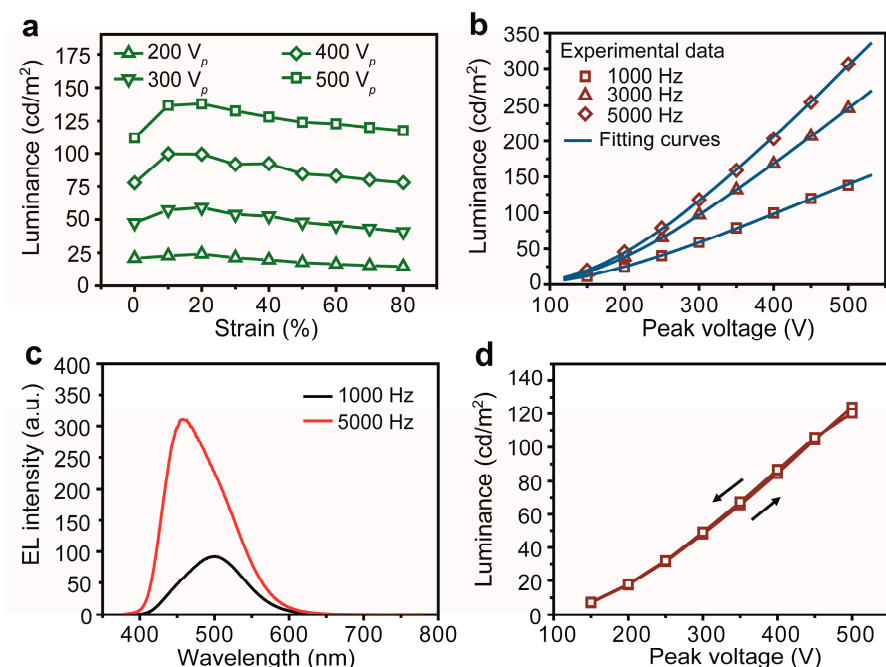 a
200 Vp
400 Vp
300 Vp
500 Vp
175
150
125
100
75
50
25
0
Luminance (cd/m²)
0 10 20 30 40 50 60 70 80
Strain (%)
b
Experimental data
1000 Hz
3000 Hz
5000 Hz
Fitting curves
350
300
250
200
150
100
50
0
Luminance (cd/m²)
100 200 300 400 500
Peak voltage (V)
c
1000 Hz
5000 Hz
400
350
300
250
200
150
100
50
0
EL intensity (a.u.)
400 500 600 700 800
Wavelength (nm)
d
140
120
100
80
60
40
20
0
Luminance (cd/m²)
100 200 300 400 500
Peak voltage (V)